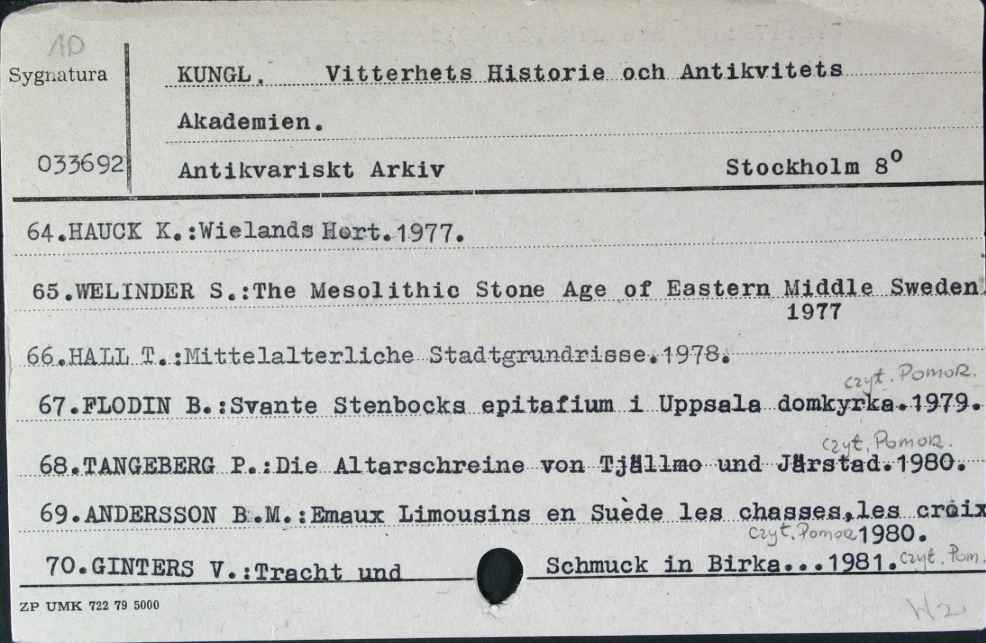 AD
Sygnatura
KUNGL. Vitterhets Historie och Antikvitets
Akademien.
033692
Antikvariskt Arkiv Stockholm 8⁰
64.HAUCK K.:Wielands Hort.1977.
65.WELINDER S.:The Mesolithic Stone Age of Eastern Middle Sweden.
1977
66.HALL T.:Mittelalterliche Stadtgrundrisse.1978.
czyt. Pomor.
67.FLODIN B.:Svante Stenbocks epitafium i Uppsala domkyrka.1979.
czyt. Pomor.
68.TANGEBERG P.:Die Altarschreine von Tjällmo und Järstad.1980.
69.ANDERSSON B.M.:Emaux Limousins en Suède les chasses,les croix
czyt. Pomor 1980.
70.GINTERS V.:Tracht und Schmuck in Birka...1981. czyt. Pom.
ZP UMK 722 79 5000
W2